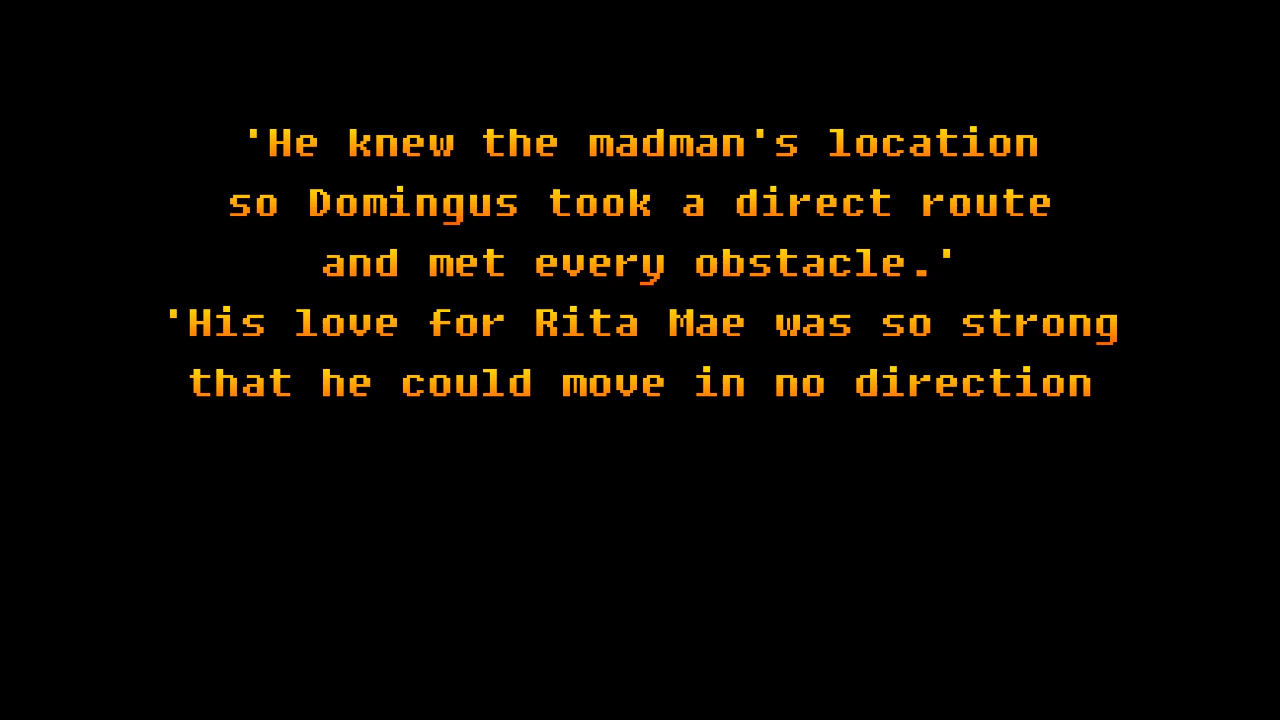 'He knew the madman's location
so Domingus took a direct route
and met every obstacle.'
'His love for Rita Mae was so strong
that he could move in no direction